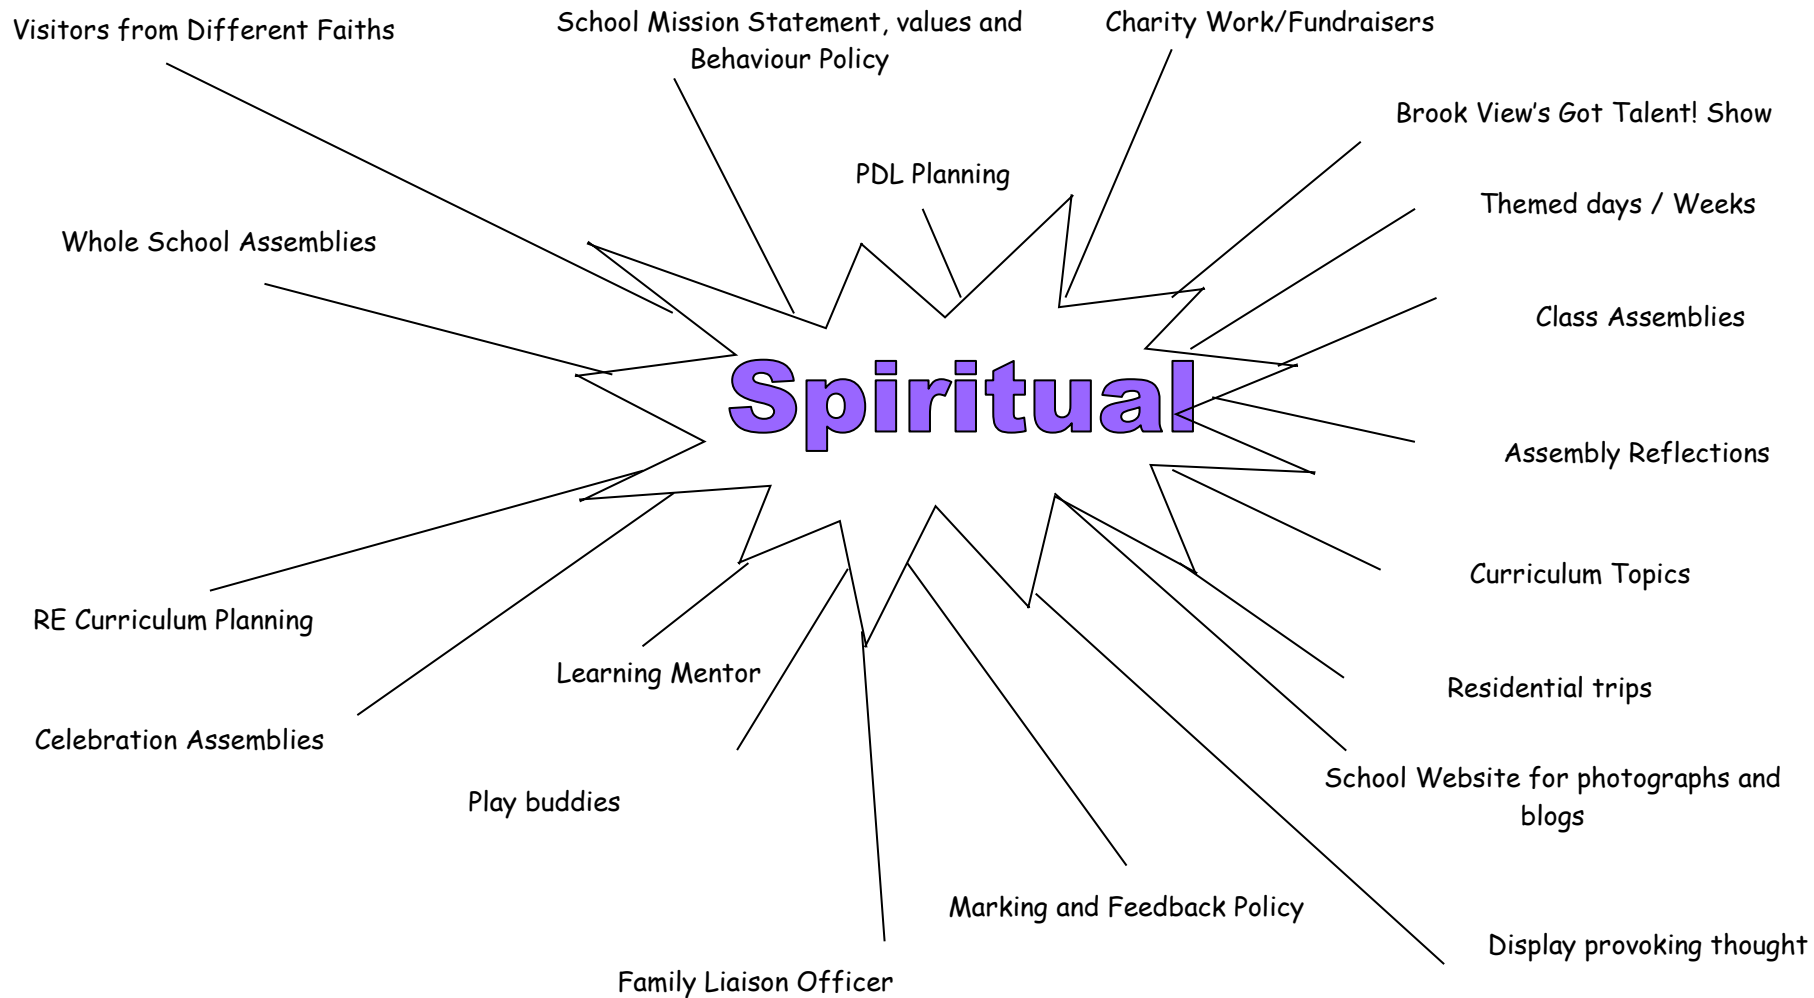 Visitors from Different Faiths
School Mission Statement, values and
Behaviour Policy
Charity Work/Fundraisers
Brook View’s Got Talent! Show
PDL Planning
Themed days / Weeks
Whole School Assemblies
Class Assemblies
Spiritual
Assembly Reflections
Curriculum Topics
RE Curriculum Planning
Learning Mentor
Residential trips
Celebration Assemblies
School Website for photographs and
blogs
Play buddies
Marking and Feedback Policy
Display provoking thought
Family Liaison Officer